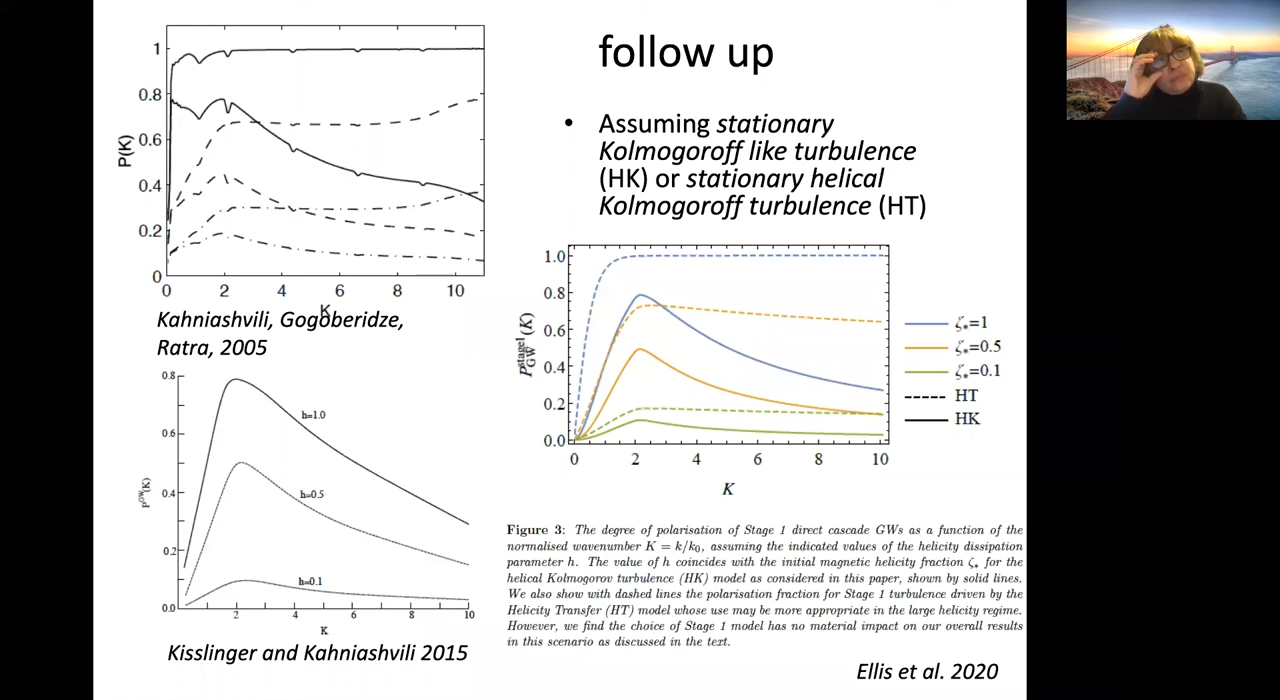 follow up
• Assuming stationary
Kolmogoroff like turbulence
(HK) or stationary helical
Kolmogoroff turbulence (HT)
P(K)
1
0.8
0.6
0.4
0.2
0
0 2 4 6 8 10
K
Kahniashvili, Gogoberidze,
Ratra, 2005
P^GW(K)
0.8
0.6
0.4
0.2
0.0
h=1.0
h=0.5
h=0.1
2 4 6 8 10
K
Kisslinger and Kahniashvili 2015
P_GW^stage1(K)
1.0
0.8
0.6
0.4
0.2
0.0
0 2 4 6 8 10
K
ζ*=1
ζ*=0.5
ζ*=0.1
HT
HK
Figure 3: The degree of polarisation of Stage 1 direct cascade GWs as a function of the
normalised wavenumber K = k/k₀, assuming the indicated values of the helicity dissipation
parameter h. The value of h coincides with the initial magnetic helicity fraction ζ* for the
helical Kolmogorov turbulence (HK) model as considered in this paper, shown by solid lines.
We also show with dashed lines the polarisation fraction for Stage 1 turbulence driven by the
Helicity Transfer (HT) model whose use may be more appropriate in the large helicity regime.
However, we find the choice of Stage 1 model has no material impact on our overall results
in this scenario as discussed in the text.
Ellis et al. 2020